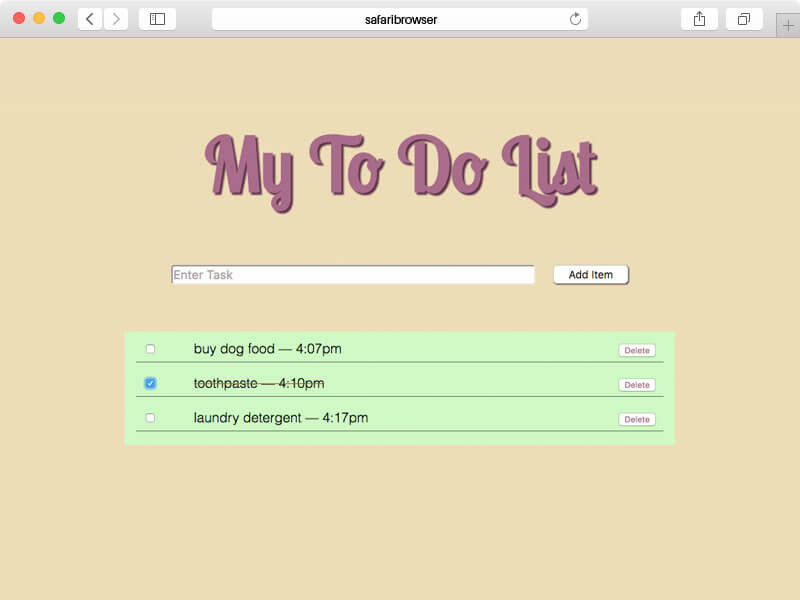 safaribrowser
My To Do List
Enter Task
Add Item
buy dog food — 4:07pm
Delete
toothpaste — 4:10pm
Delete
laundry detergent — 4:17pm
Delete